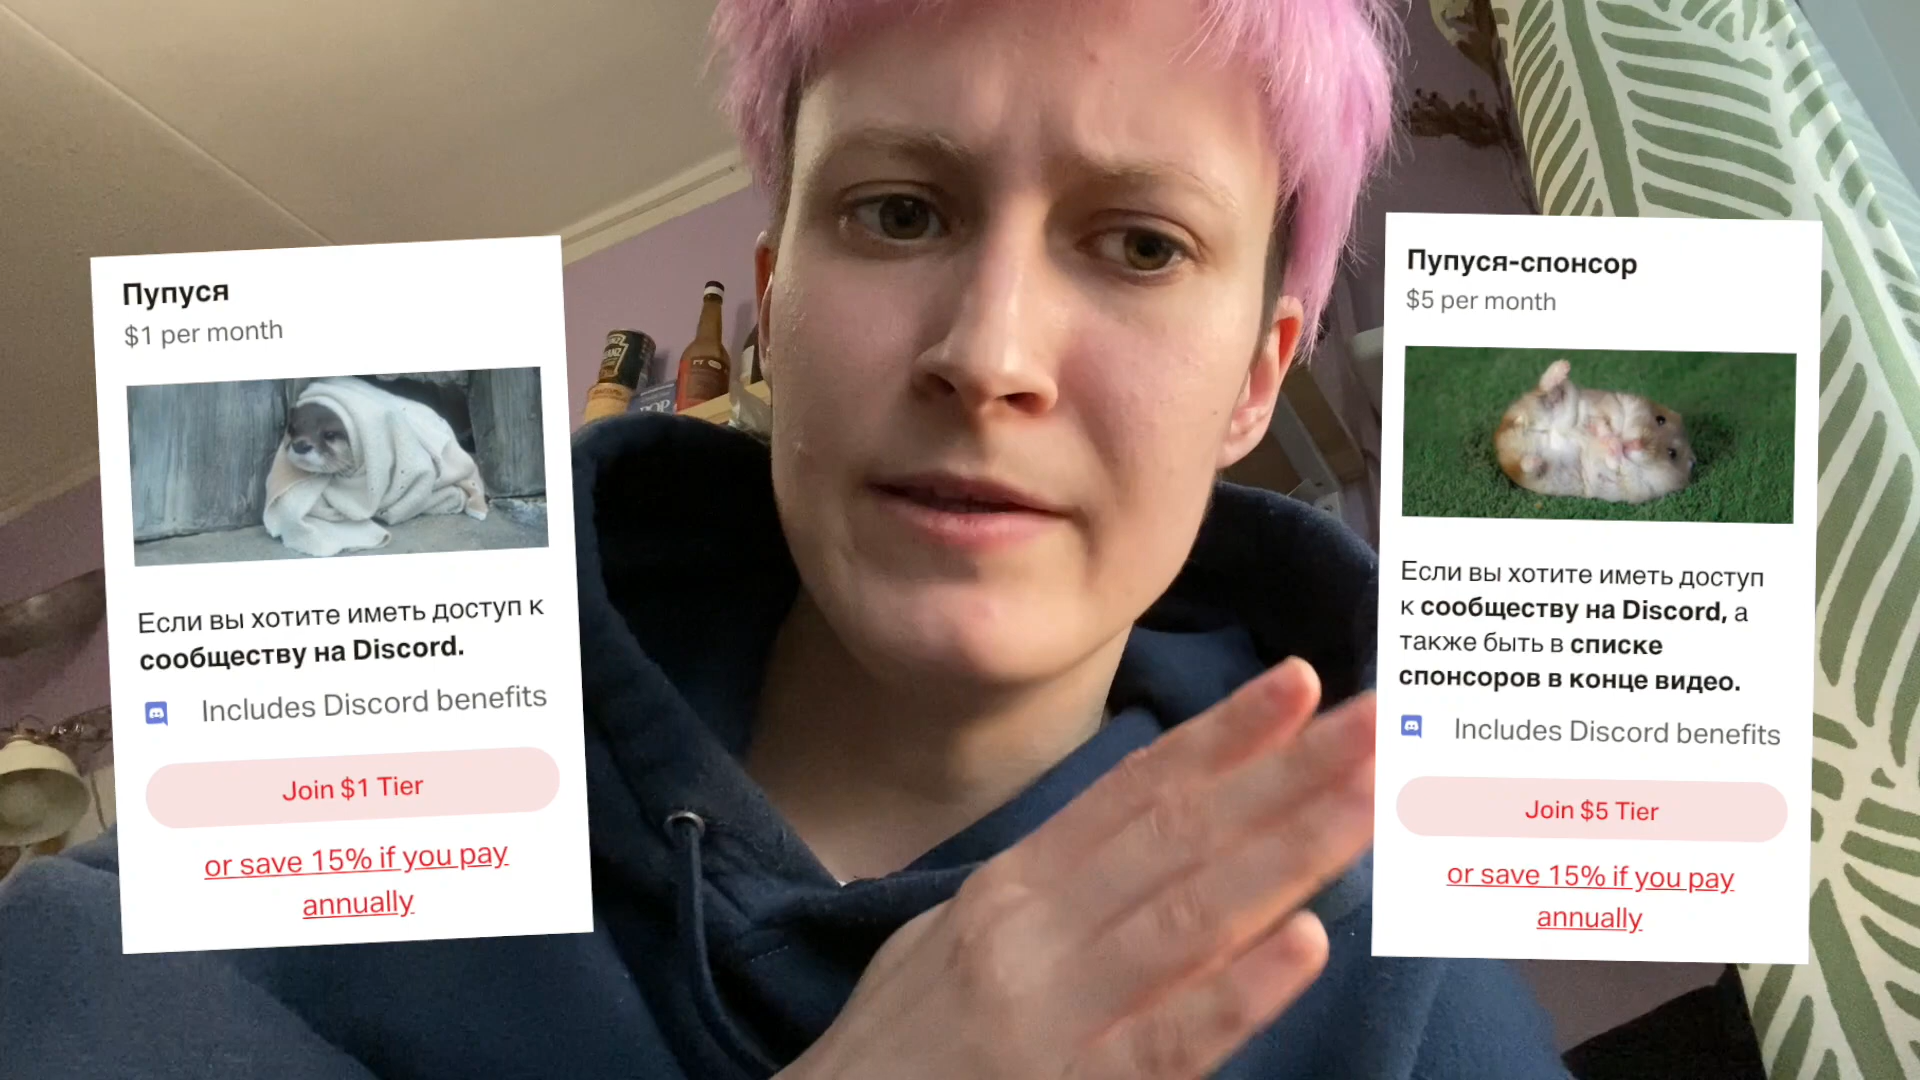 Пупуся
$1 per month
Если вы хотите иметь доступ к
сообществу на Discord.
Includes Discord benefits
Join $1 Tier
or save 15% if you pay
annually
Пупуся-спонсор
$5 per month
Если вы хотите иметь доступ
к сообществу на Discord, а
также быть в списке
спонсоров в конце видео.
Includes Discord benefits
Join $5 Tier
or save 15% if you pay
annually